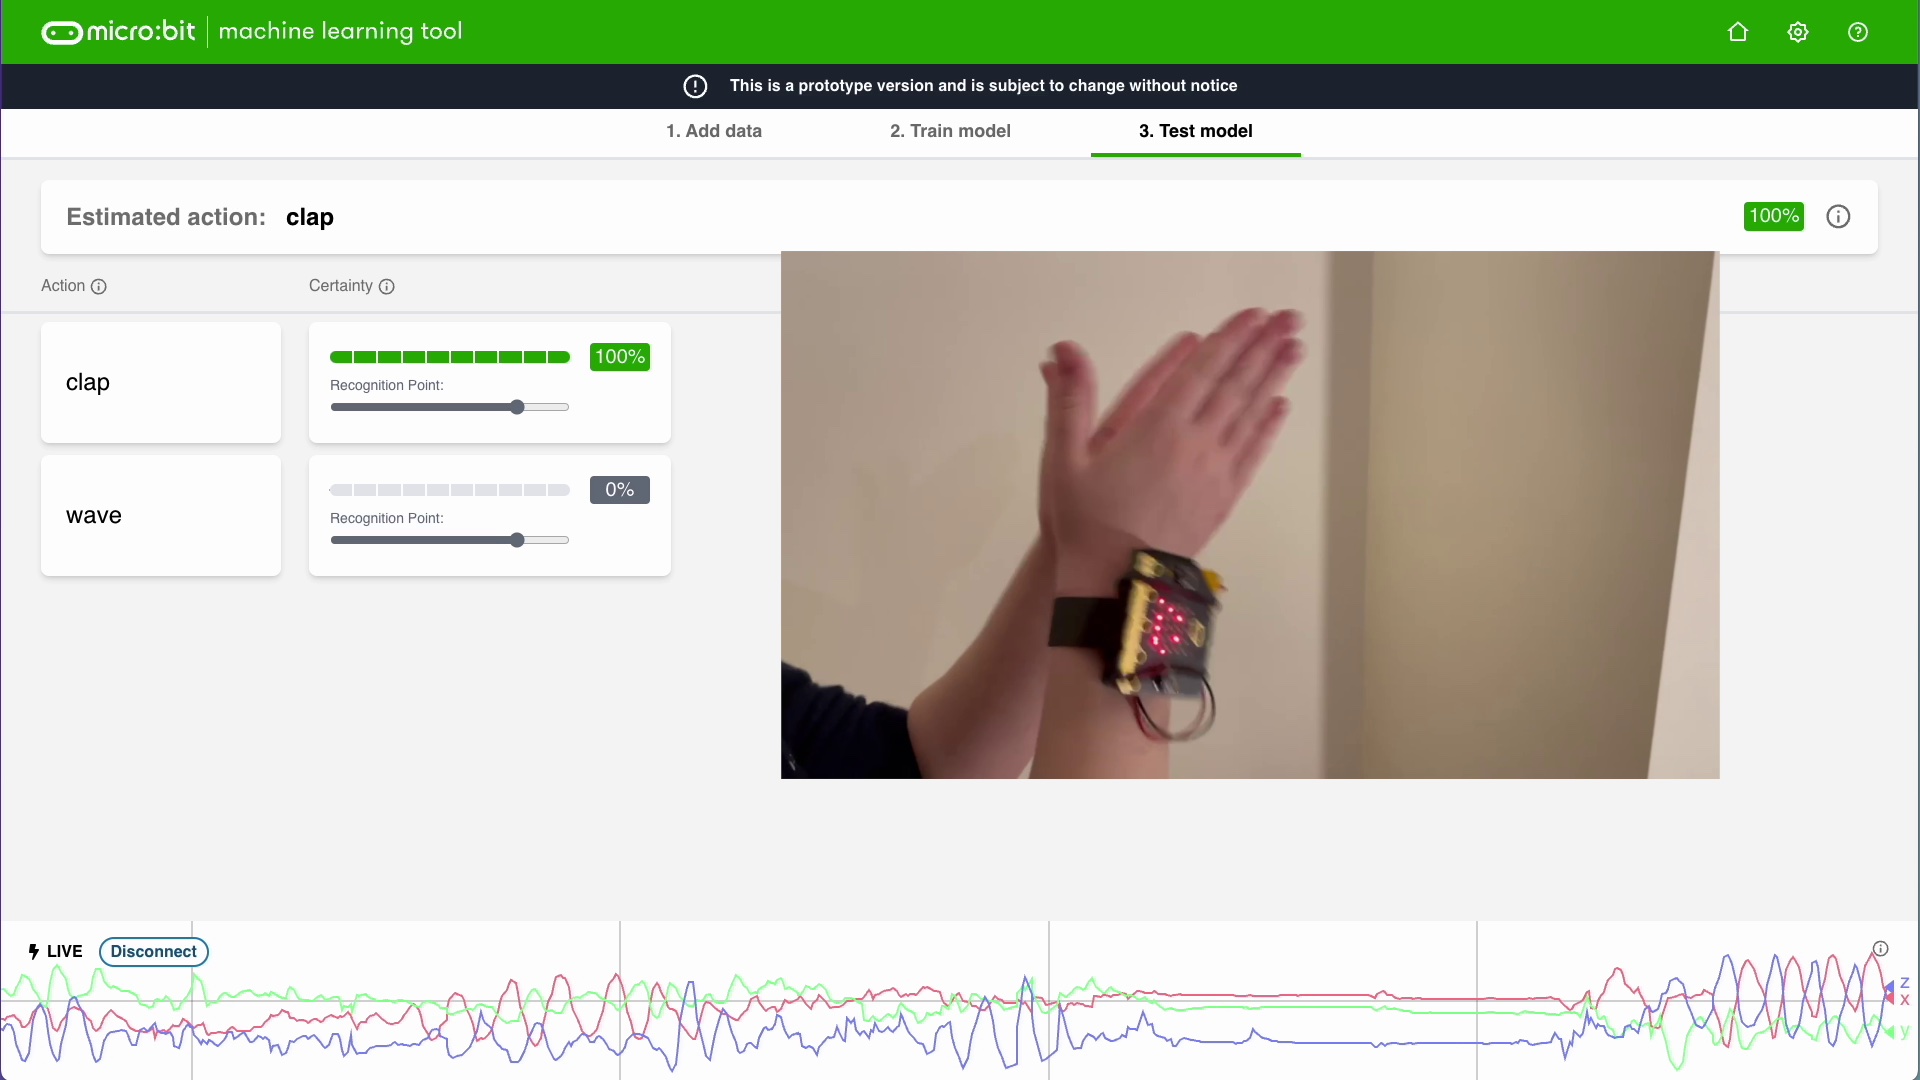 micro:bit machine learning tool
This is a prototype version and is subject to change without notice
1. Add data 2. Train model 3. Test model
Estimated action: clap 100%
Action Certainty
clap 100%
Recognition Point:
wave 0%
Recognition Point:
LIVE Disconnect
z
x
y